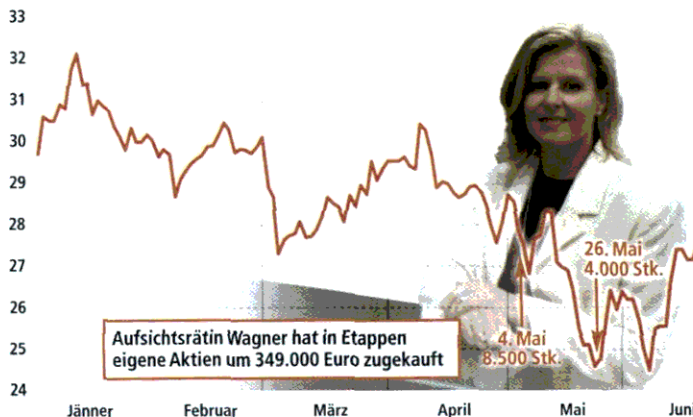 33
32
31
30
29
28
27
26
25
24
26. Mai
4.000 Stk.
4. Mai
8.500 Stk.
Aufsichtsrätin Wagner hat in Etappen
eigene Aktien um 349.000 Euro zugekauft
Jänner Februar März April Mai Juni